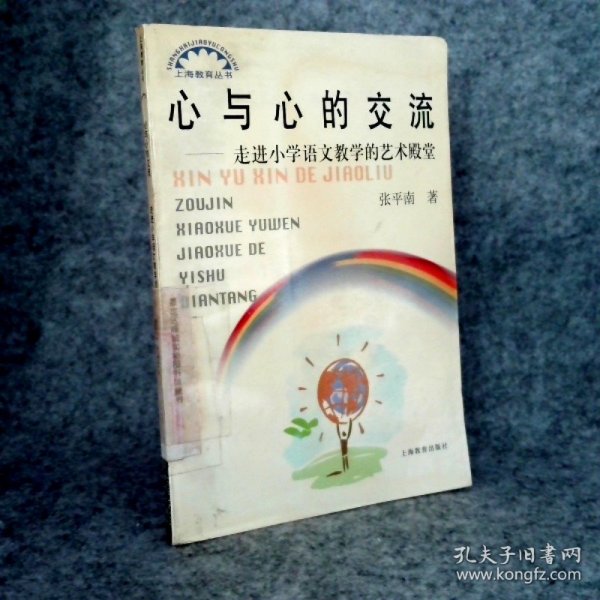 SHANGHAIJIAOYUCONGSHU
上海教育丛书
心与心的交流
——走进小学语文教学的艺术殿堂
XIN YU XIN DE JIAOLIU
张平南 著
ZOUJIN
XIAOXUE YUWEN
JIAOXUE DE
YISHU
DIANTANG
上海教育出版社
孔夫子旧书网
www.kongfz.com